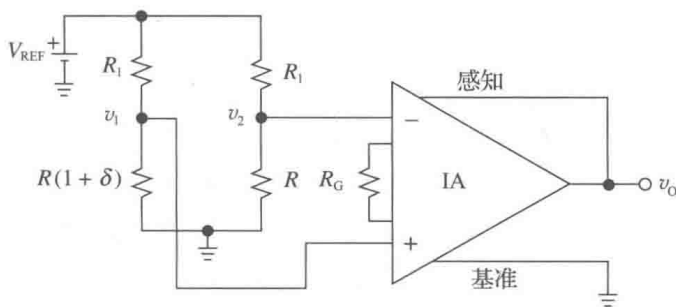 V_REF
+
R₁
R₁
v₁
v₂
R(1 + δ)
R
R_G
−
+
IA
感知
基准
v_O